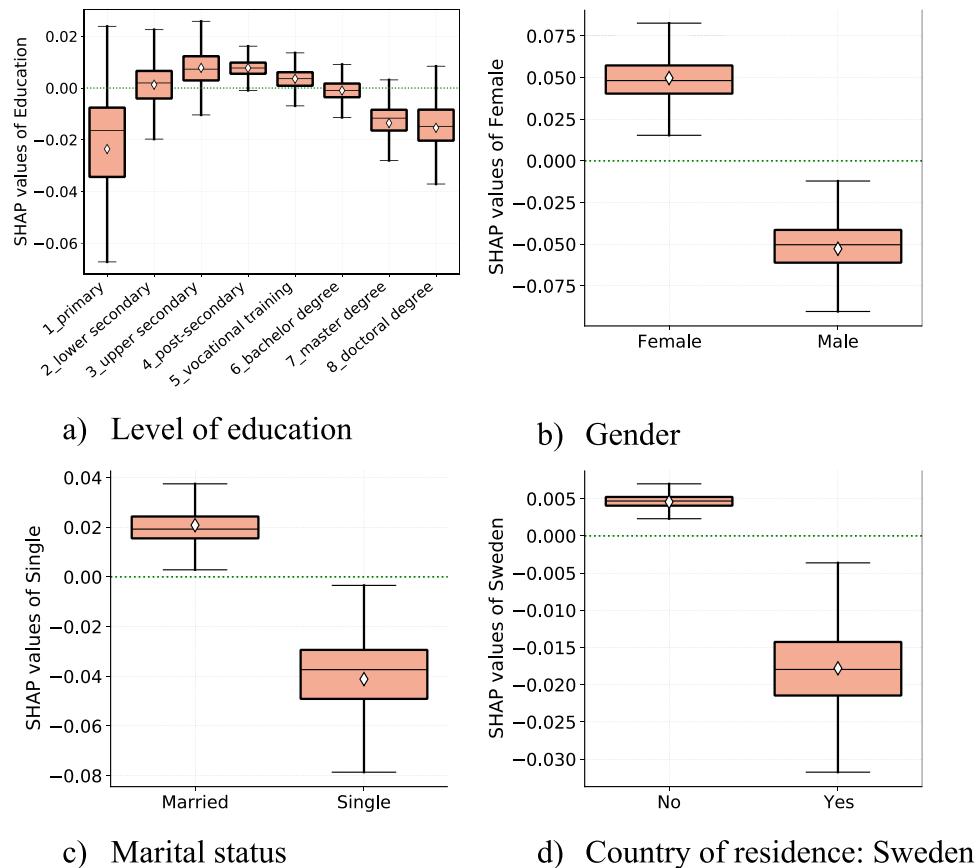 SHAP values of Education
0.02
0.00
−0.02
−0.04
−0.06
1_primary
2_lower secondary
3_upper secondary
4_post-secondary
5_vocational training
6_bachelor degree
7_master degree
8_doctoral degree
a) Level of education
SHAP values of Female
0.075
0.050
0.025
0.000
−0.025
−0.050
−0.075
Female Male
b) Gender
SHAP values of Single
0.04
0.02
0.00
−0.02
−0.04
−0.06
−0.08
Married Single
c) Marital status
SHAP values of Sweden
0.005
0.000
−0.005
−0.010
−0.015
−0.020
−0.025
−0.030
No Yes
d) Country of residence: Sweden